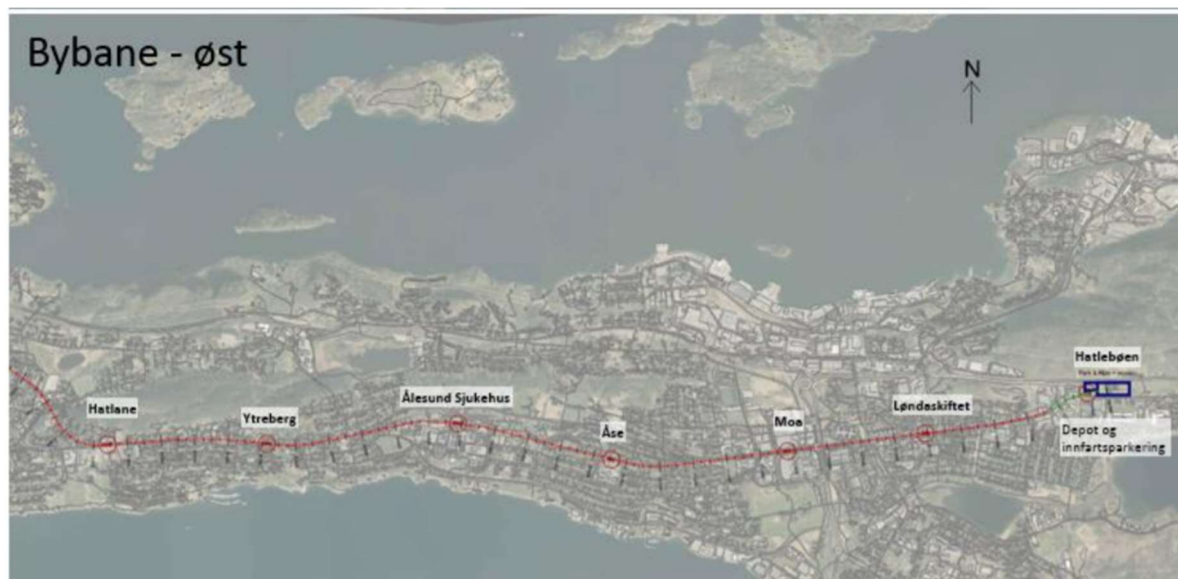 Bybane - øst
N
Hatlebøen
Ålesund Sjukehus
Løndaskiftet
Hatlane
Ytreberg
Moa
Åse
Depot og
innfartsparkering